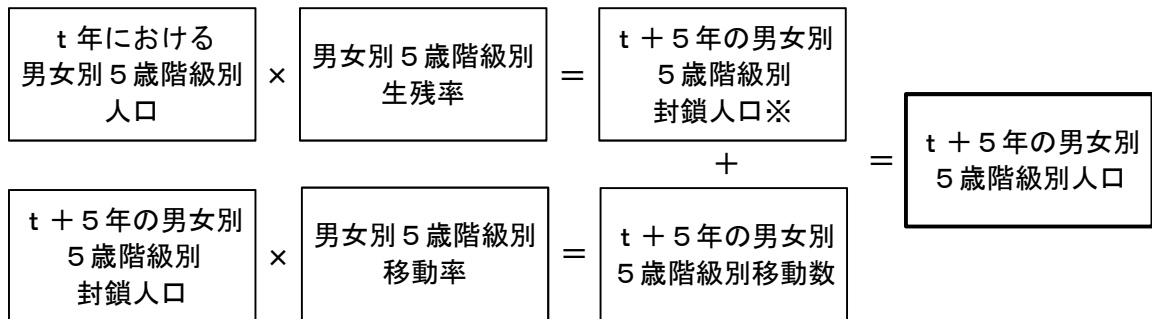 ｔ年における
男女別５歳階級別
人口
×
男女別５歳階級別
生残率
＝
ｔ＋５年の男女別
５歳階級別
封鎖人口※
＋
ｔ＋５年の男女別
５歳階級別
封鎖人口
×
男女別５歳階級別
移動率
＝
ｔ＋５年の男女別
５歳階級別移動数
＝
ｔ＋５年の男女別
５歳階級別人口